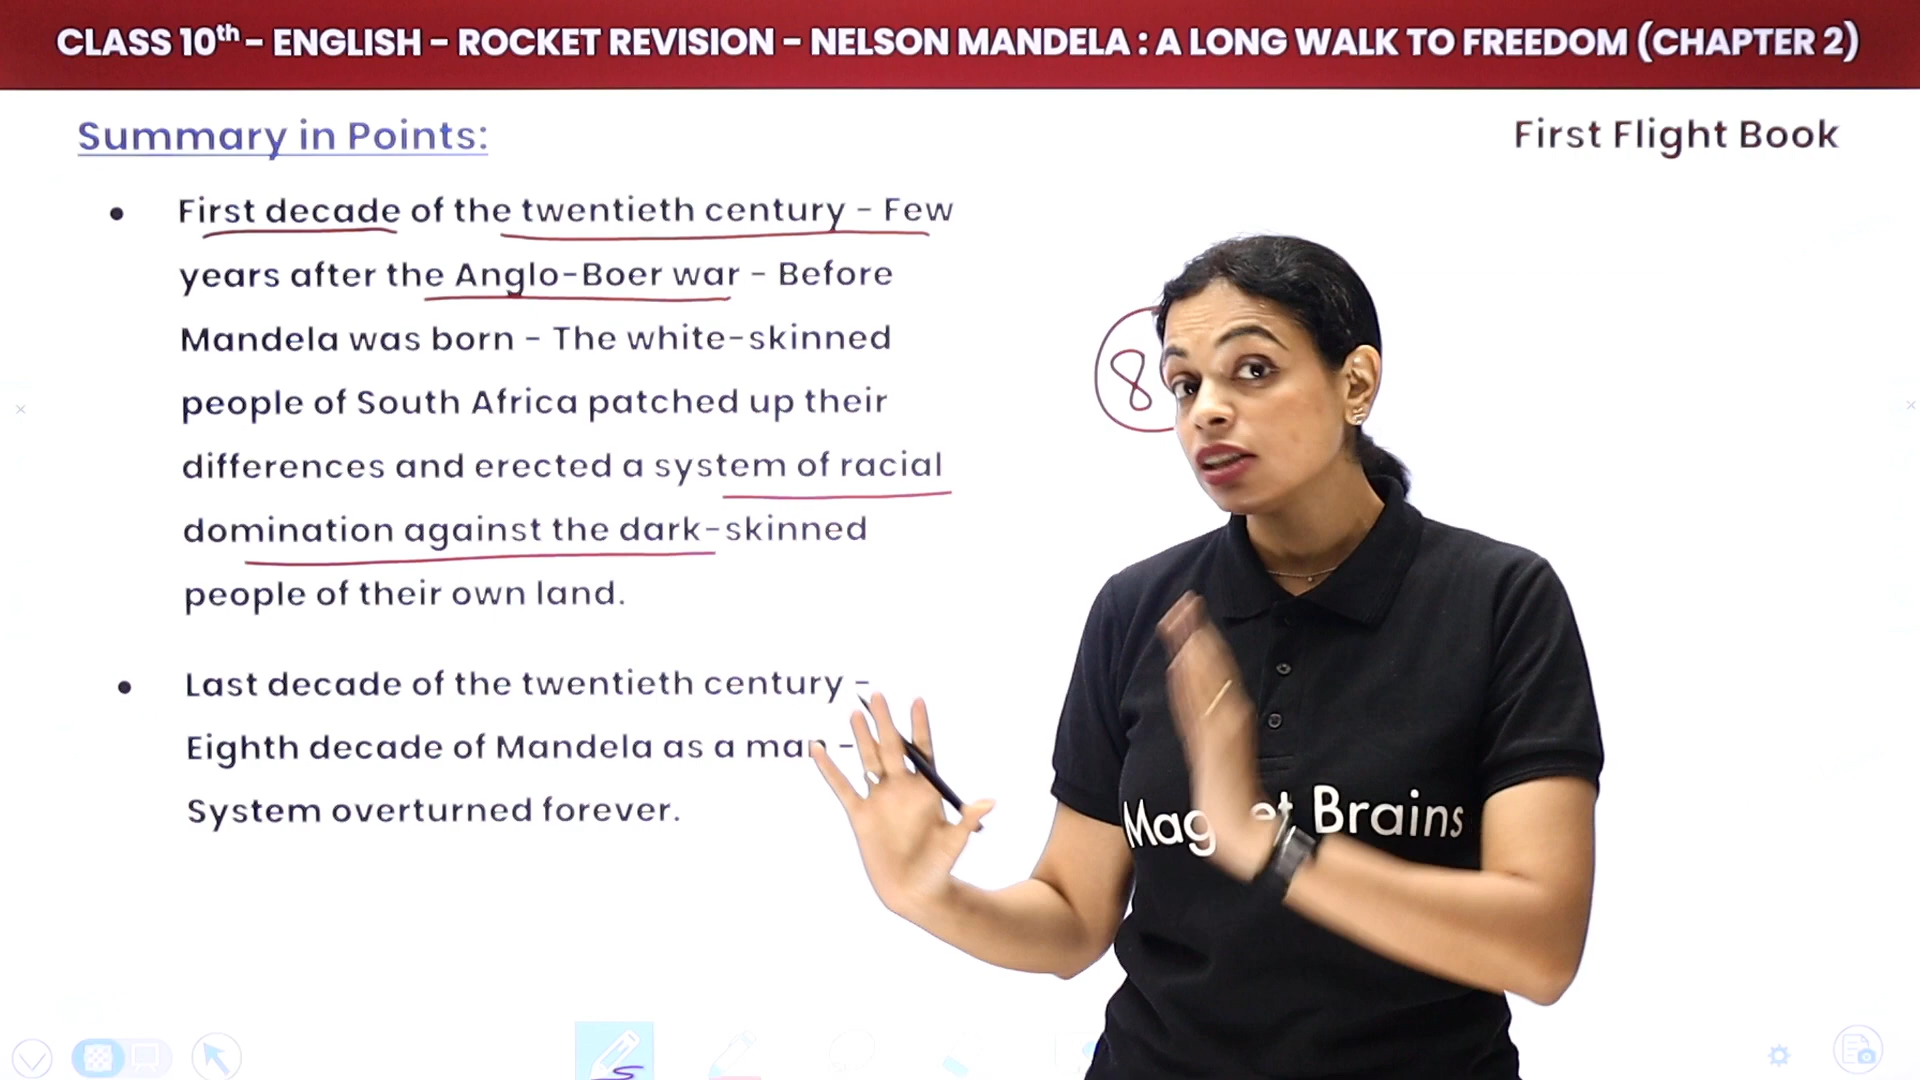 CLASS 10th - ENGLISH - ROCKET REVISION - NELSON MANDELA : A LONG WALK TO FREEDOM (CHAPTER 2)
Summary in Points:
First Flight Book
• First decade of the twentieth century - Few
years after the Anglo-Boer war - Before
Mandela was born - The white-skinned
people of South Africa patched up their
differences and erected a system of racial
domination against the dark-skinned
people of their own land.
8
• Last decade of the twentieth century -
Eighth decade of Mandela as a man -
System overturned forever.
Magnet Brains